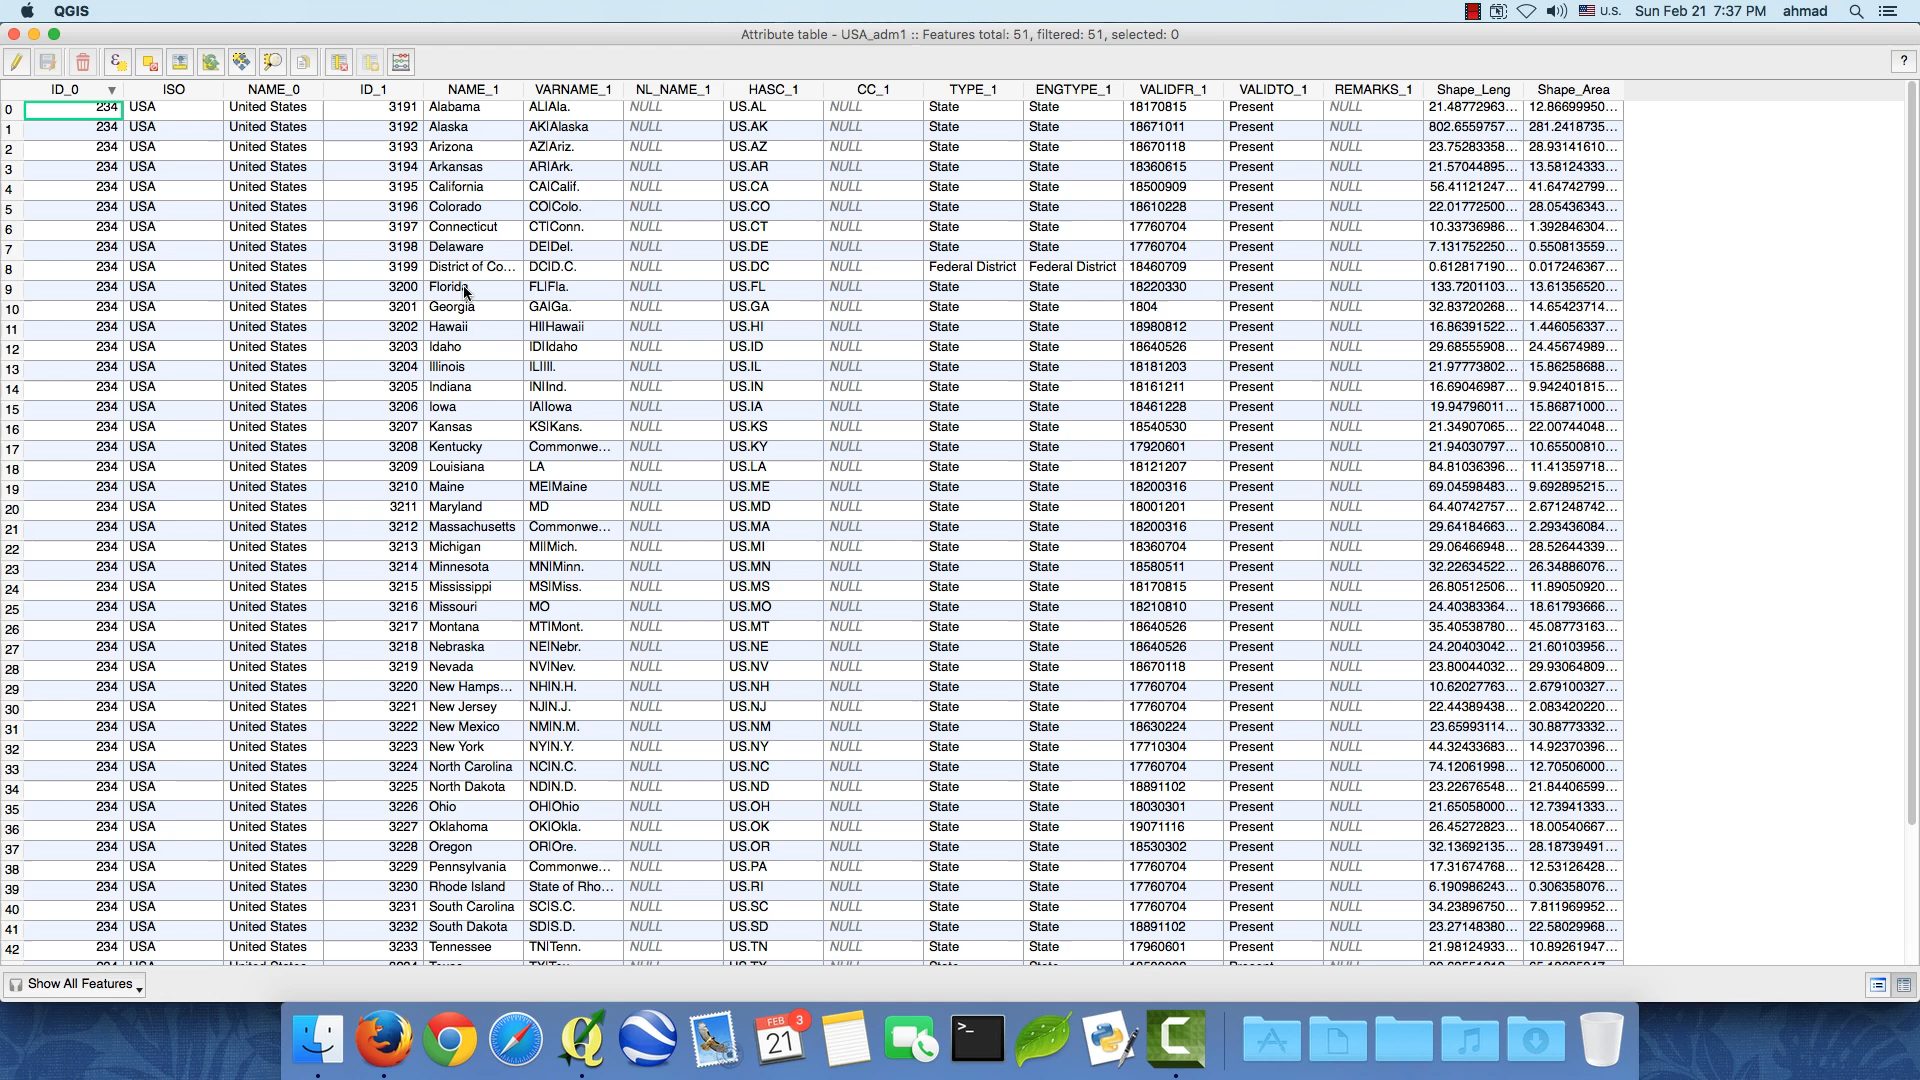 QGIS U.S. Sun Feb 21 7:37 PM ahmad
Attribute table - USA_adm1 :: Features total: 51, filtered: 51, selected: 0
ε ?
ID_0 ▼ ISO NAME_0 ID_1 NAME_1 VARNAME_1 NL_NAME_1 HASC_1 CC_1 TYPE_1 ENGTYPE_1 VALIDFR_1 VALIDTO_1 REMARKS_1 Shape_Leng Shape_Area
0 234 USA United States 3191 Alabama AL|Ala. NULL US.AL NULL State State 18170815 Present NULL 21.48772963... 12.86699950...
1 234 USA United States 3192 Alaska AK|Alaska NULL US.AK NULL State State 18671011 Present NULL 802.6559757... 281.2418735...
2 234 USA United States 3193 Arizona AZ|Ariz. NULL US.AZ NULL State State 18670118 Present NULL 23.75283358... 28.93141610...
3 234 USA United States 3194 Arkansas AR|Ark. NULL US.AR NULL State State 18360615 Present NULL 21.57044895... 13.58124333...
4 234 USA United States 3195 California CA|Calif. NULL US.CA NULL State State 18500909 Present NULL 56.41121247... 41.64742799...
5 234 USA United States 3196 Colorado CO|Colo. NULL US.CO NULL State State 18610228 Present NULL 22.01772500... 28.05436343...
6 234 USA United States 3197 Connecticut CT|Conn. NULL US.CT NULL State State 17760704 Present NULL 10.33736986... 1.392846304...
7 234 USA United States 3198 Delaware DE|Del. NULL US.DE NULL State State 17760704 Present NULL 7.131752250... 0.550813559...
8 234 USA United States 3199 District of Co... DC|D.C. NULL US.DC NULL Federal District Federal District 18460709 Present NULL 0.612817190... 0.017246367...
9 234 USA United States 3200 Florida FL|Fla. NULL US.FL NULL State State 18220330 Present NULL 133.7201103... 13.61356520...
10 234 USA United States 3201 Georgia GA|Ga. NULL US.GA NULL State State 1804 Present NULL 32.83720268... 14.65423714...
11 234 USA United States 3202 Hawaii HI|Hawaii NULL US.HI NULL State State 18980812 Present NULL 16.86391522... 1.446056337...
12 234 USA United States 3203 Idaho ID|Idaho NULL US.ID NULL State State 18640526 Present NULL 29.68555908... 24.45674989...
13 234 USA United States 3204 Illinois IL|Ill. NULL US.IL NULL State State 18181203 Present NULL 21.97773802... 15.86258688...
14 234 USA United States 3205 Indiana IN|Ind. NULL US.IN NULL State State 18161211 Present NULL 16.69046987... 9.942401815...
15 234 USA United States 3206 Iowa IA|Iowa NULL US.IA NULL State State 18461228 Present NULL 19.94796011... 15.86871000...
16 234 USA United States 3207 Kansas KS|Kans. NULL US.KS NULL State State 18540530 Present NULL 21.34907065... 22.00744048...
17 234 USA United States 3208 Kentucky Commonwe... NULL US.KY NULL State State 17920601 Present NULL 21.94030797... 10.65500810...
18 234 USA United States 3209 Louisiana LA NULL US.LA NULL State State 18121207 Present NULL 84.81036396... 11.41359718...
19 234 USA United States 3210 Maine ME|Maine NULL US.ME NULL State State 18200316 Present NULL 69.04598483... 9.692895215...
20 234 USA United States 3211 Maryland MD NULL US.MD NULL State State 18001201 Present NULL 64.40742757... 2.671248742...
21 234 USA United States 3212 Massachusetts Commonwe... NULL US.MA NULL State State 18200316 Present NULL 29.64184663... 2.293436084...
22 234 USA United States 3213 Michigan MI|Mich. NULL US.MI NULL State State 18360704 Present NULL 29.06466948... 28.52644339...
23 234 USA United States 3214 Minnesota MN|Minn. NULL US.MN NULL State State 18580511 Present NULL 32.22634522... 26.34886076...
24 234 USA United States 3215 Mississippi MS|Miss. NULL US.MS NULL State State 18170815 Present NULL 26.80512506... 11.89050920...
25 234 USA United States 3216 Missouri MO NULL US.MO NULL State State 18210810 Present NULL 24.40383364... 18.61793666...
26 234 USA United States 3217 Montana MT|Mont. NULL US.MT NULL State State 18640526 Present NULL 35.40538780... 45.08773163...
27 234 USA United States 3218 Nebraska NE|Nebr. NULL US.NE NULL State State 18640526 Present NULL 24.20403042... 21.60103956...
28 234 USA United States 3219 Nevada NV|Nev. NULL US.NV NULL State State 18670118 Present NULL 23.80044032... 29.93064809...
29 234 USA United States 3220 New Hamps... NH|N.H. NULL US.NH NULL State State 17760704 Present NULL 10.62027763... 2.679100327...
30 234 USA United States 3221 New Jersey NJ|N.J. NULL US.NJ NULL State State 17760704 Present NULL 22.44389438... 2.083420220...
31 234 USA United States 3222 New Mexico NM|N.M. NULL US.NM NULL State State 18630224 Present NULL 23.65993114... 30.88773332...
32 234 USA United States 3223 New York NY|N.Y. NULL US.NY NULL State State 17710304 Present NULL 44.32433683... 14.92370396...
33 234 USA United States 3224 North Carolina NC|N.C. NULL US.NC NULL State State 17760704 Present NULL 74.12061998... 12.70506000...
34 234 USA United States 3225 North Dakota ND|N.D. NULL US.ND NULL State State 18891102 Present NULL 23.22676548... 21.84406599...
35 234 USA United States 3226 Ohio OH|Ohio NULL US.OH NULL State State 18030301 Present NULL 21.65058000... 12.73941333...
36 234 USA United States 3227 Oklahoma OK|Okla. NULL US.OK NULL State State 19071116 Present NULL 26.45272823... 18.00540667...
37 234 USA United States 3228 Oregon OR|Ore. NULL US.OR NULL State State 18530302 Present NULL 32.13692135... 28.18739491...
38 234 USA United States 3229 Pennsylvania Commonwe... NULL US.PA NULL State State 17760704 Present NULL 17.31674768... 12.53126428...
39 234 USA United States 3230 Rhode Island State of Rho... NULL US.RI NULL State State 17760704 Present NULL 6.190986243... 0.306358076...
40 234 USA United States 3231 South Carolina SC|S.C. NULL US.SC NULL State State 17760704 Present NULL 34.23896750... 7.811969952...
41 234 USA United States 3232 South Dakota SD|S.D. NULL US.SD NULL State State 18891102 Present NULL 23.27148380... 22.58029968...
42 234 USA United States 3233 Tennessee TN|Tenn. NULL US.TN NULL State State 17960601 Present NULL 21.98124933... 10.89261947...
Show All Features
FEB 21 3